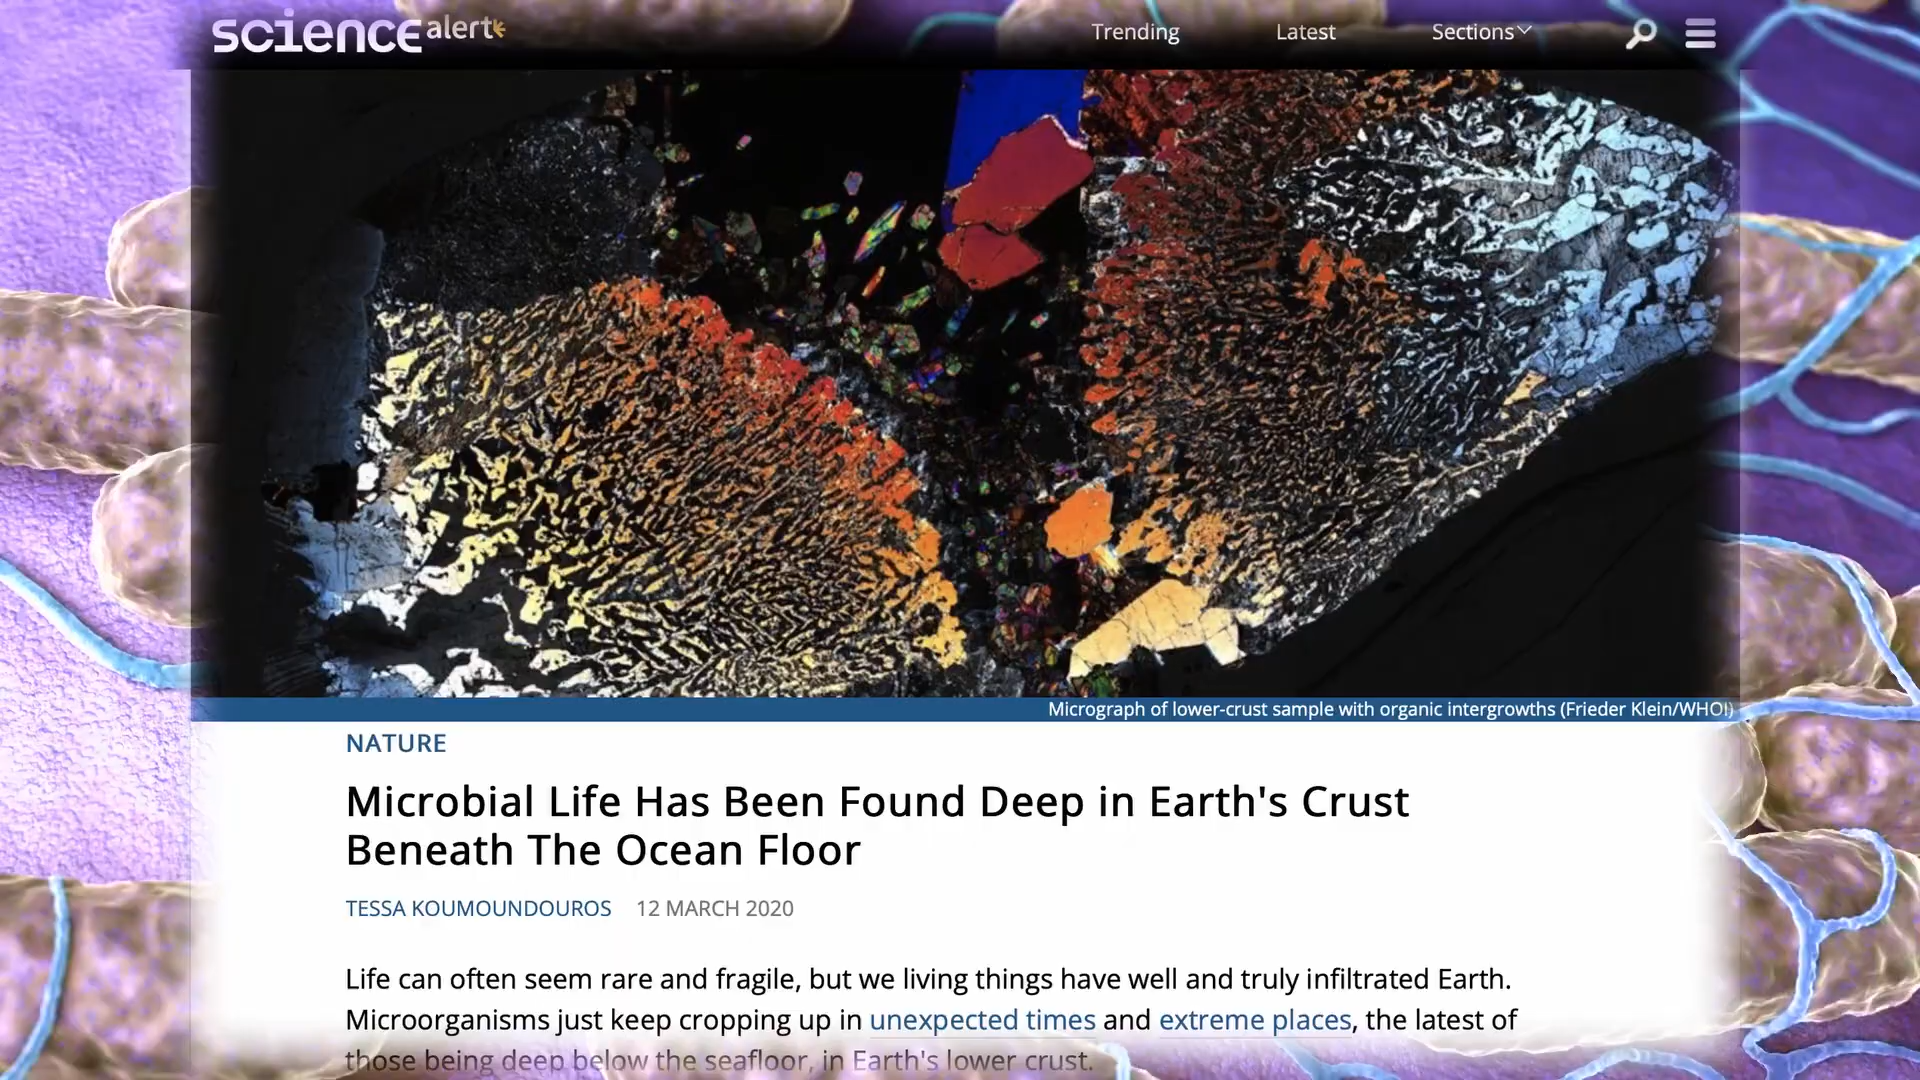 science alert
Trending
Latest
Sections
Micrograph of lower-crust sample with organic intergrowths (Frieder Klein/WHOI)
NATURE
Microbial Life Has Been Found Deep in Earth's Crust
Beneath The Ocean Floor
TESSA KOUMOUNDOUROS 12 MARCH 2020
Life can often seem rare and fragile, but we living things have well and truly infiltrated Earth.
Microorganisms just keep cropping up in unexpected times and extreme places, the latest of
those being deep below the seafloor, in Earth's lower crust.